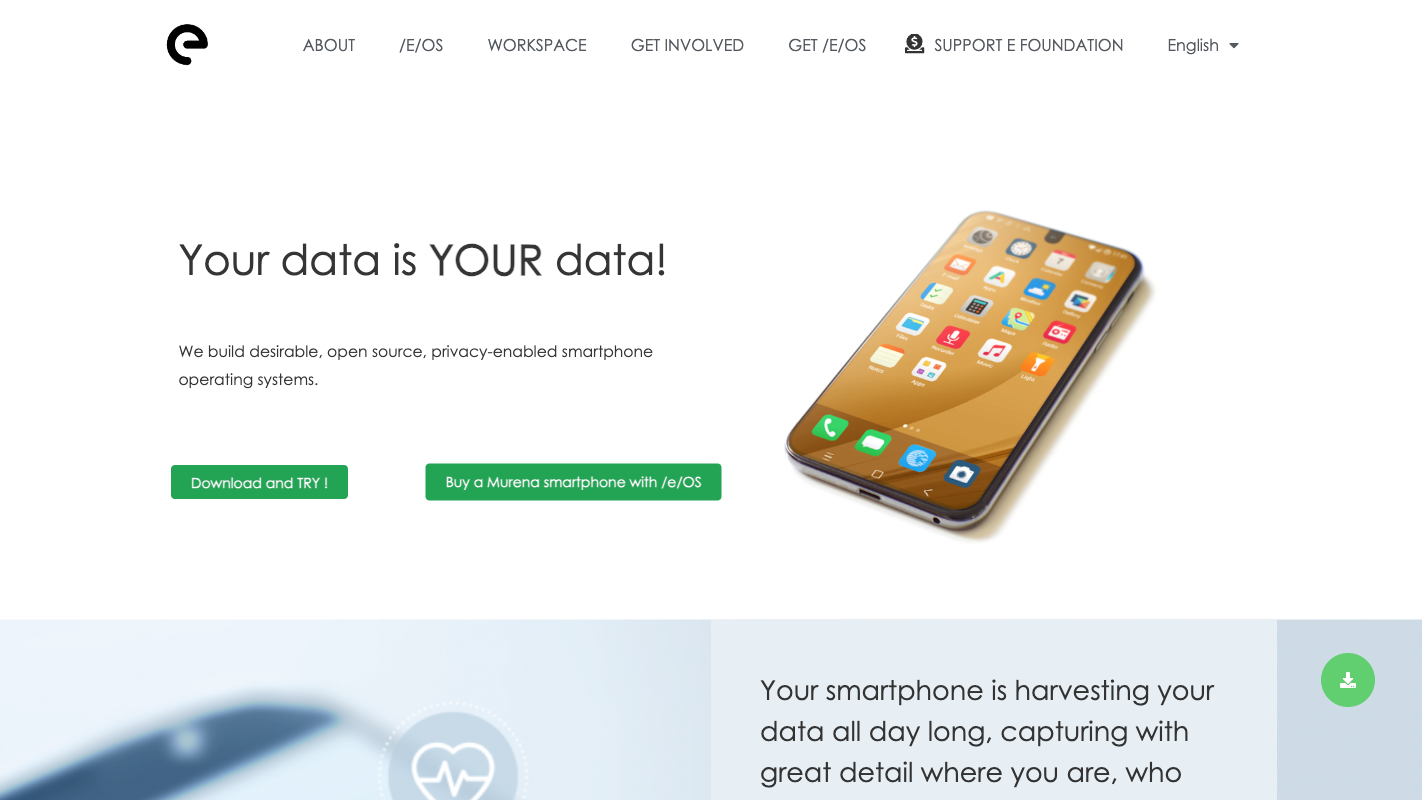 e
ABOUT
/E/OS
WORKSPACE
GET INVOLVED
GET /E/OS
SUPPORT E FOUNDATION
English
Your data is YOUR data!
We build desirable, open source, privacy-enabled smartphone
operating systems.
Download and TRY !
Buy a Murena smartphone with /e/OS
Your smartphone is harvesting your
data all day long, capturing with
great detail where you are, who